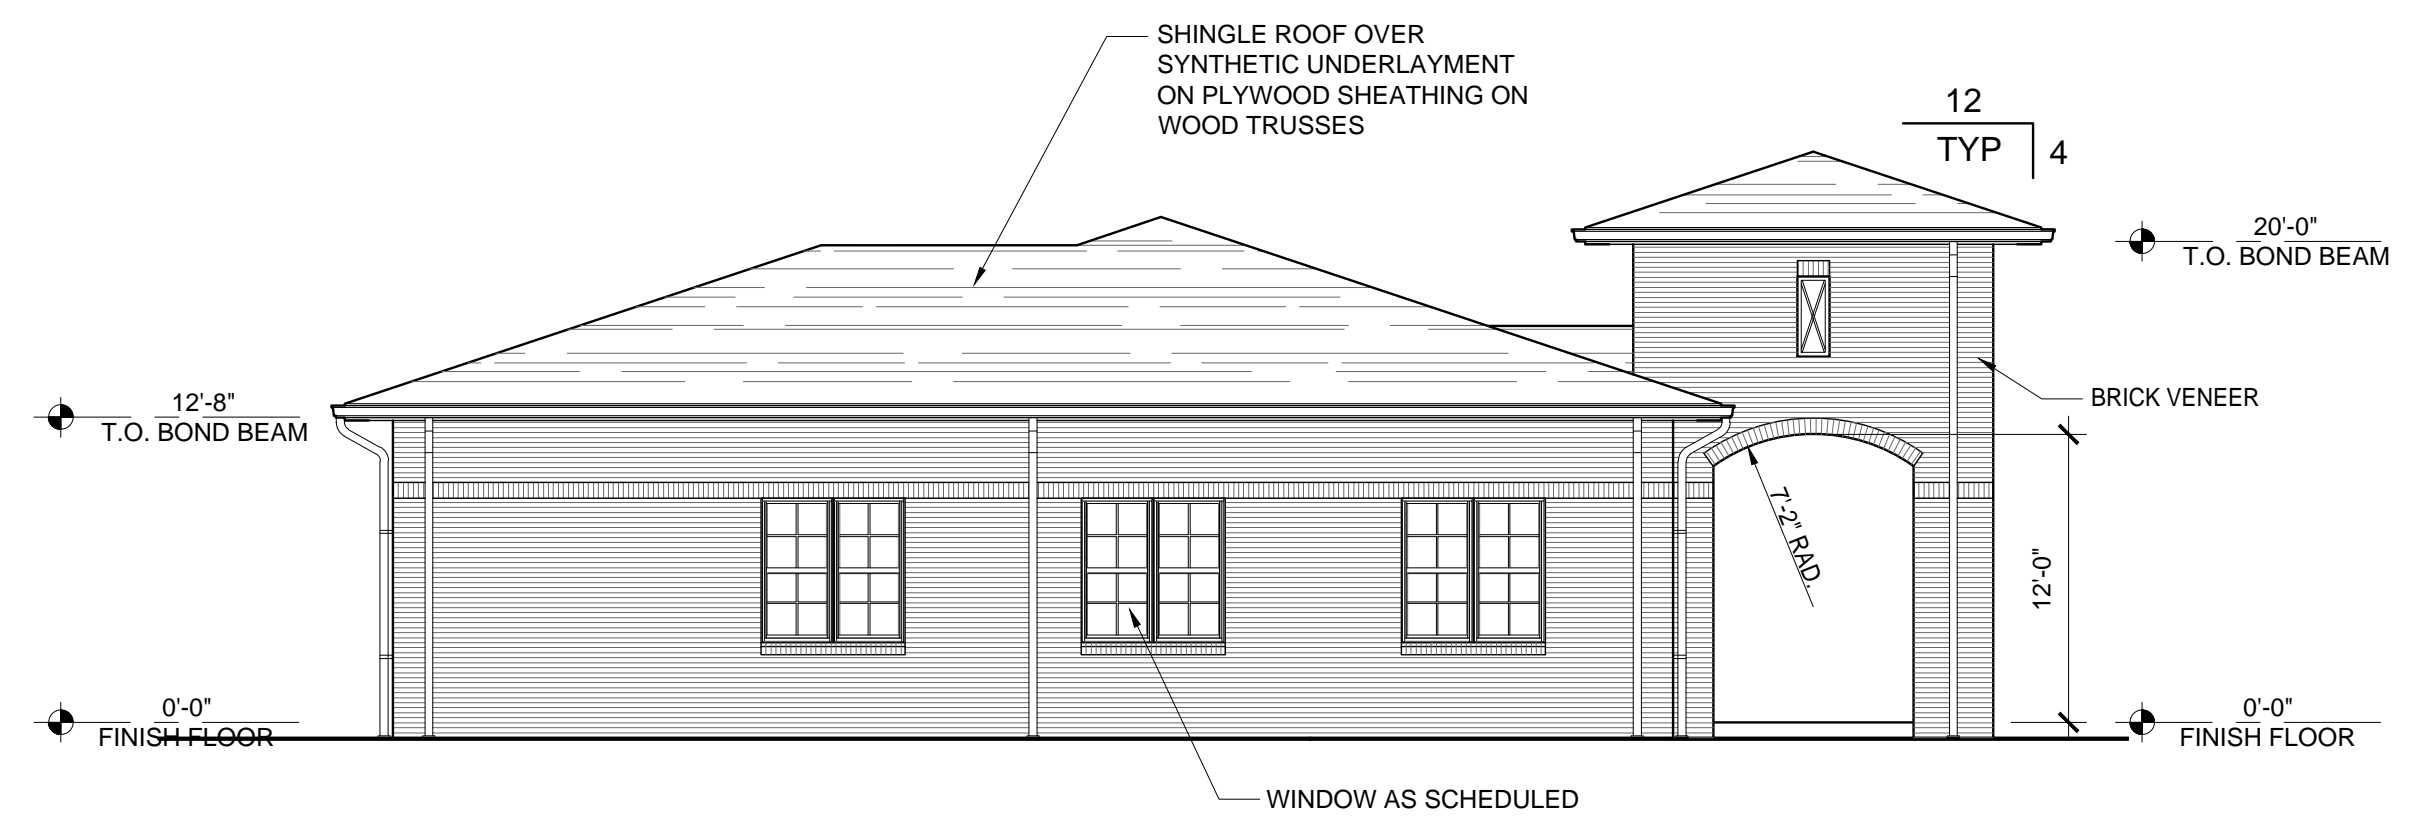 SHINGLE ROOF OVER
SYNTHETIC UNDERLAYMENT
ON PLYWOOD SHEATHING ON
WOOD TRUSSES
12
TYP
4
20'-0"
T.O. BOND BEAM
12'-8"
T.O. BOND BEAM
BRICK VENEER
7'-2" RAD.
12'-0"
0'-0"
FINISH FLOOR
0'-0"
FINISH FLOOR
WINDOW AS SCHEDULED